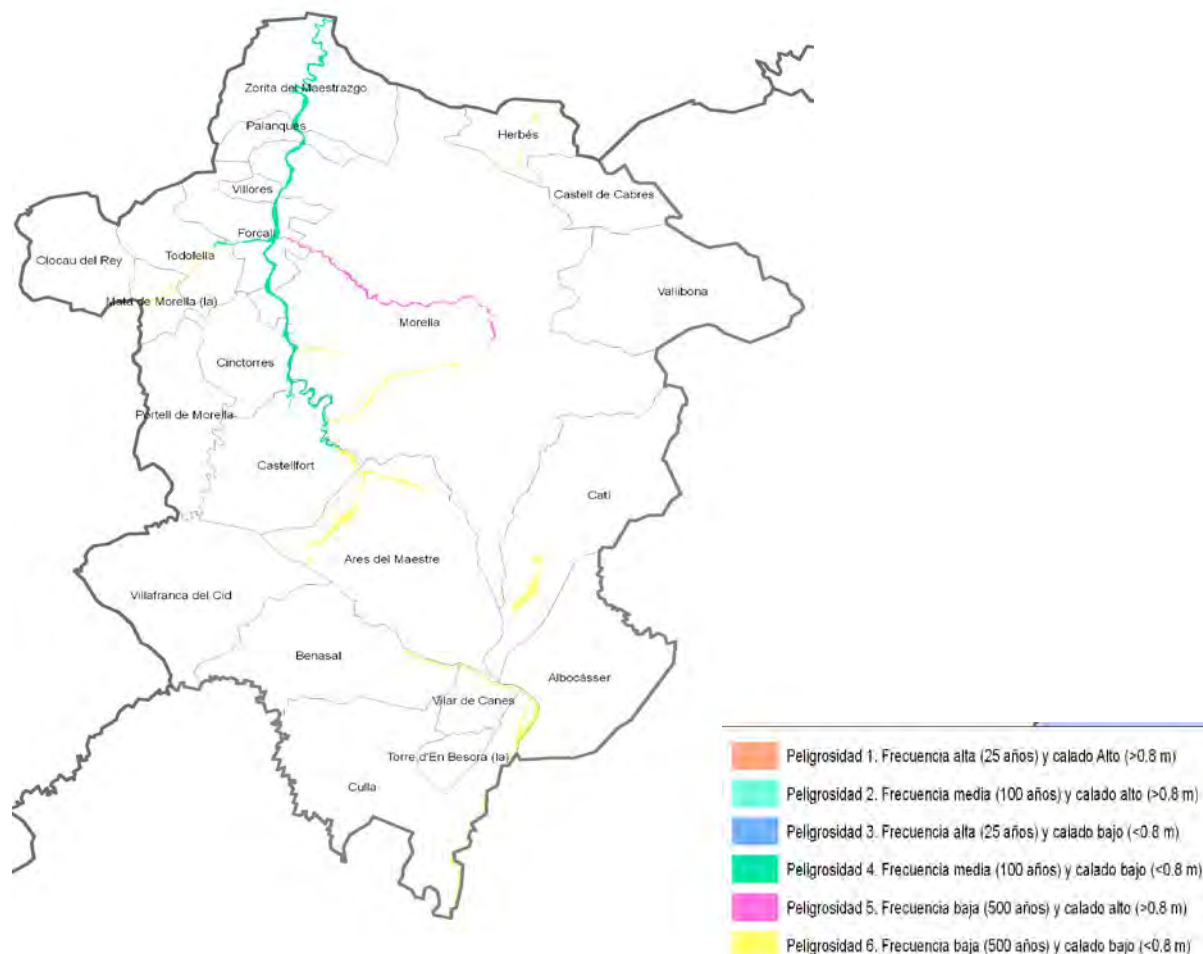 Zorita del Maestrazgo
Palanques
Herbés
Villores
Castell de Cabres
Forcall
Todolella
Olocau del Rey
Vallibona
Mata de Morella (la)
Morella
Cinctorres
Portell de Morella
Castellfort
Catí
Ares del Maestre
Villafranca del Cid
Benasal
Albocàsser
Vilar de Canes
Torre d'En Besora (la)
Culla
Peligrosidad 1. Frecuencia alta (25 años) y calado Alto (>0.8 m)
Peligrosidad 2. Frecuencia media (100 años) y calado alto (>0.8 m)
Peligrosidad 3. Frecuencia alta (25 años) y calado bajo (<0.8 m)
Peligrosidad 4. Frecuencia media (100 años) y calado bajo (<0.8 m)
Peligrosidad 5. Frecuencia baja (500 años) y calado alto (>0.8 m)
Peligrosidad 6. Frecuencia baja (500 años) y calado bajo (<0.8 m)